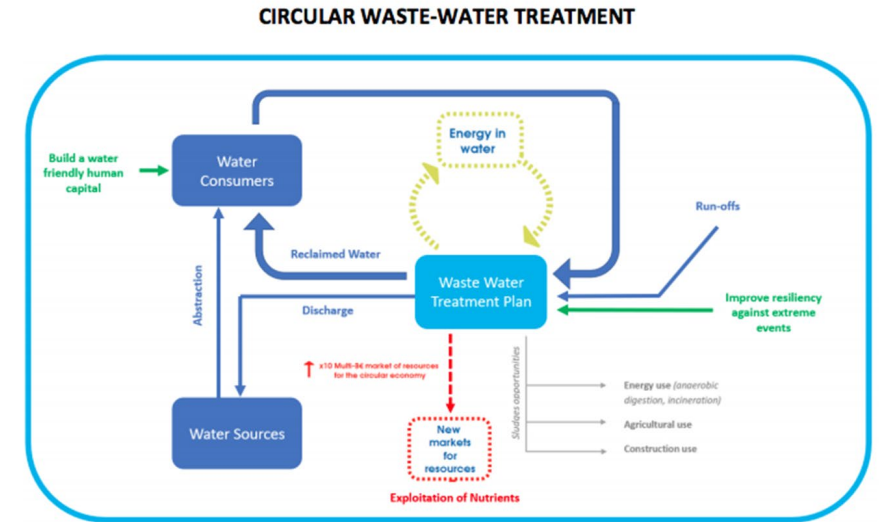 CIRCULAR WASTE-WATER TREATMENT
Build a water
friendly human
capital
Water
Consumers
Energy in
water
Run-offs
Reclaimed Water
Abstraction
Discharge
Waste Water
Treatment Plan
Improve resiliency
against extreme
events
x10 Multi-B€ market of resources
for the circular economy
Sludges opportunities
Energy use (anaerobic
digestion, incineration)
Agricultural use
Construction use
Water Sources
New
markets
for
resources
Exploitation of Nutrients